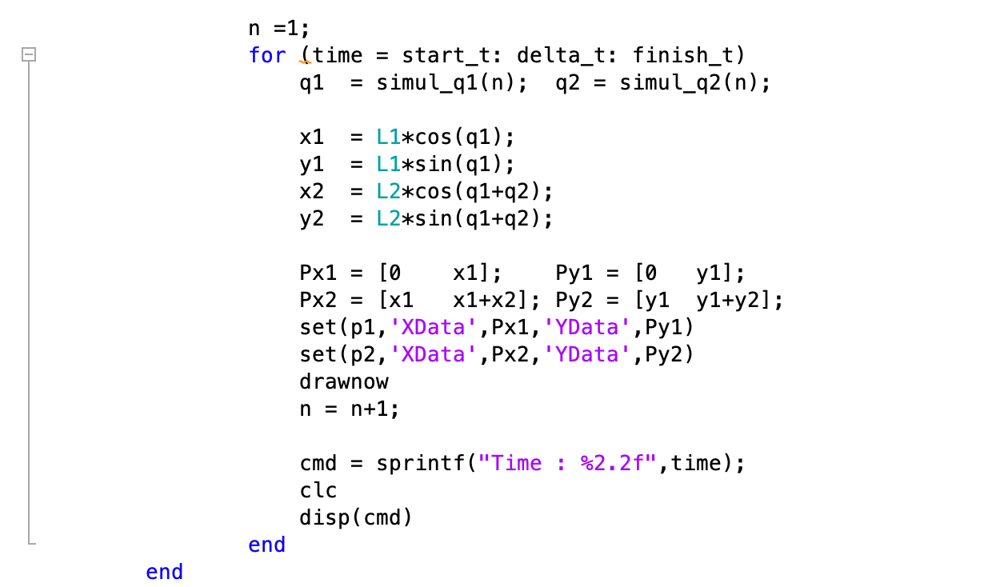 n =1;
for (time = start_t: delta_t: finish_t)
q1  = simul_q1(n);  q2 = simul_q2(n);
x1  = L1*cos(q1);
y1  = L1*sin(q1);
x2  = L2*cos(q1+q2);
y2  = L2*sin(q1+q2);
Px1 = [0    x1];    Py1 = [0   y1];
Px2 = [x1   x1+x2]; Py2 = [y1  y1+y2];
set(p1,'XData',Px1,'YData',Py1)
set(p2,'XData',Px2,'YData',Py2)
drawnow
n = n+1;
cmd = sprintf("Time : %2.2f",time);
clc
disp(cmd)
end
end